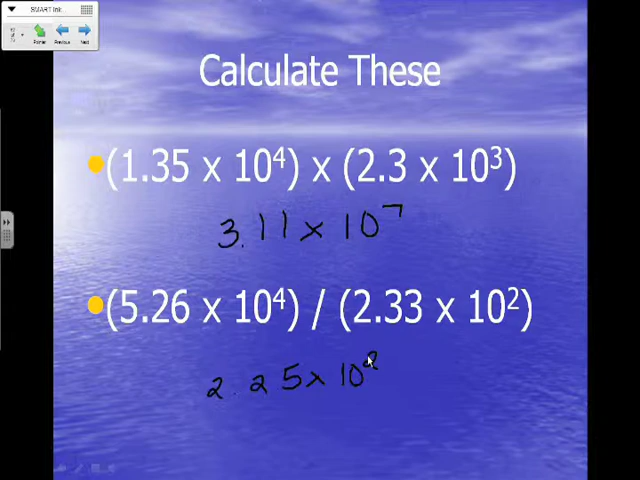 SMART Ink...
Pointer Previous Next
Calculate These
•(1.35 x 10⁴) x (2.3 x 10³)
3.11 x 10⁷
•(5.26 x 10⁴) / (2.33 x 10²)
2.25 x 10²